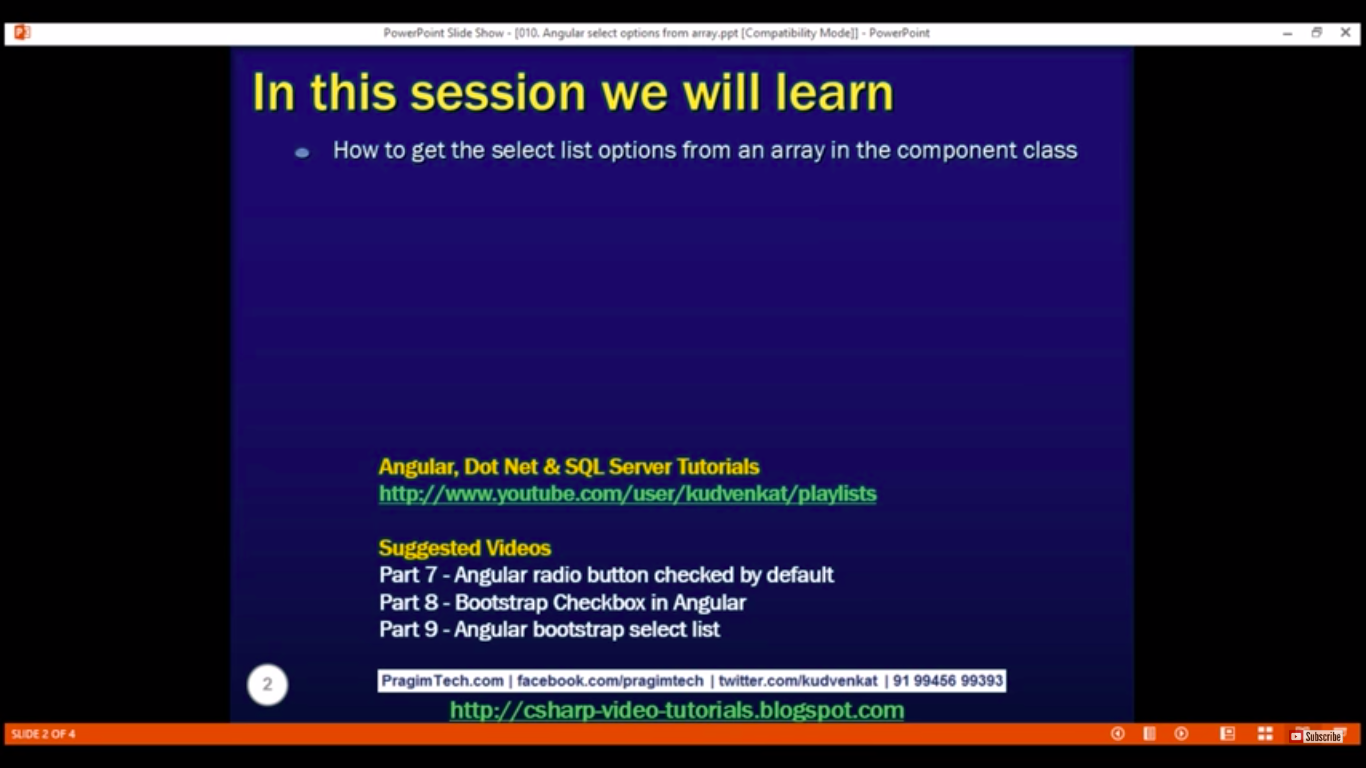 PowerPoint Slide Show - [010. Angular select options from array.ppt [Compatibility Mode]] - PowerPoint
In this session we will learn
How to get the select list options from an array in the component class
Angular, Dot Net & SQL Server Tutorials
http://www.youtube.com/user/kudvenkat/playlists
Suggested Videos
Part 7 - Angular radio button checked by default
Part 8 - Bootstrap Checkbox in Angular
Part 9 - Angular bootstrap select list
2
PragimTech.com | facebook.com/pragimtech | twitter.com/kudvenkat | 91 99456 99393
http://csharp-video-tutorials.blogspot.com
SLIDE 2 OF 4
Subscribe